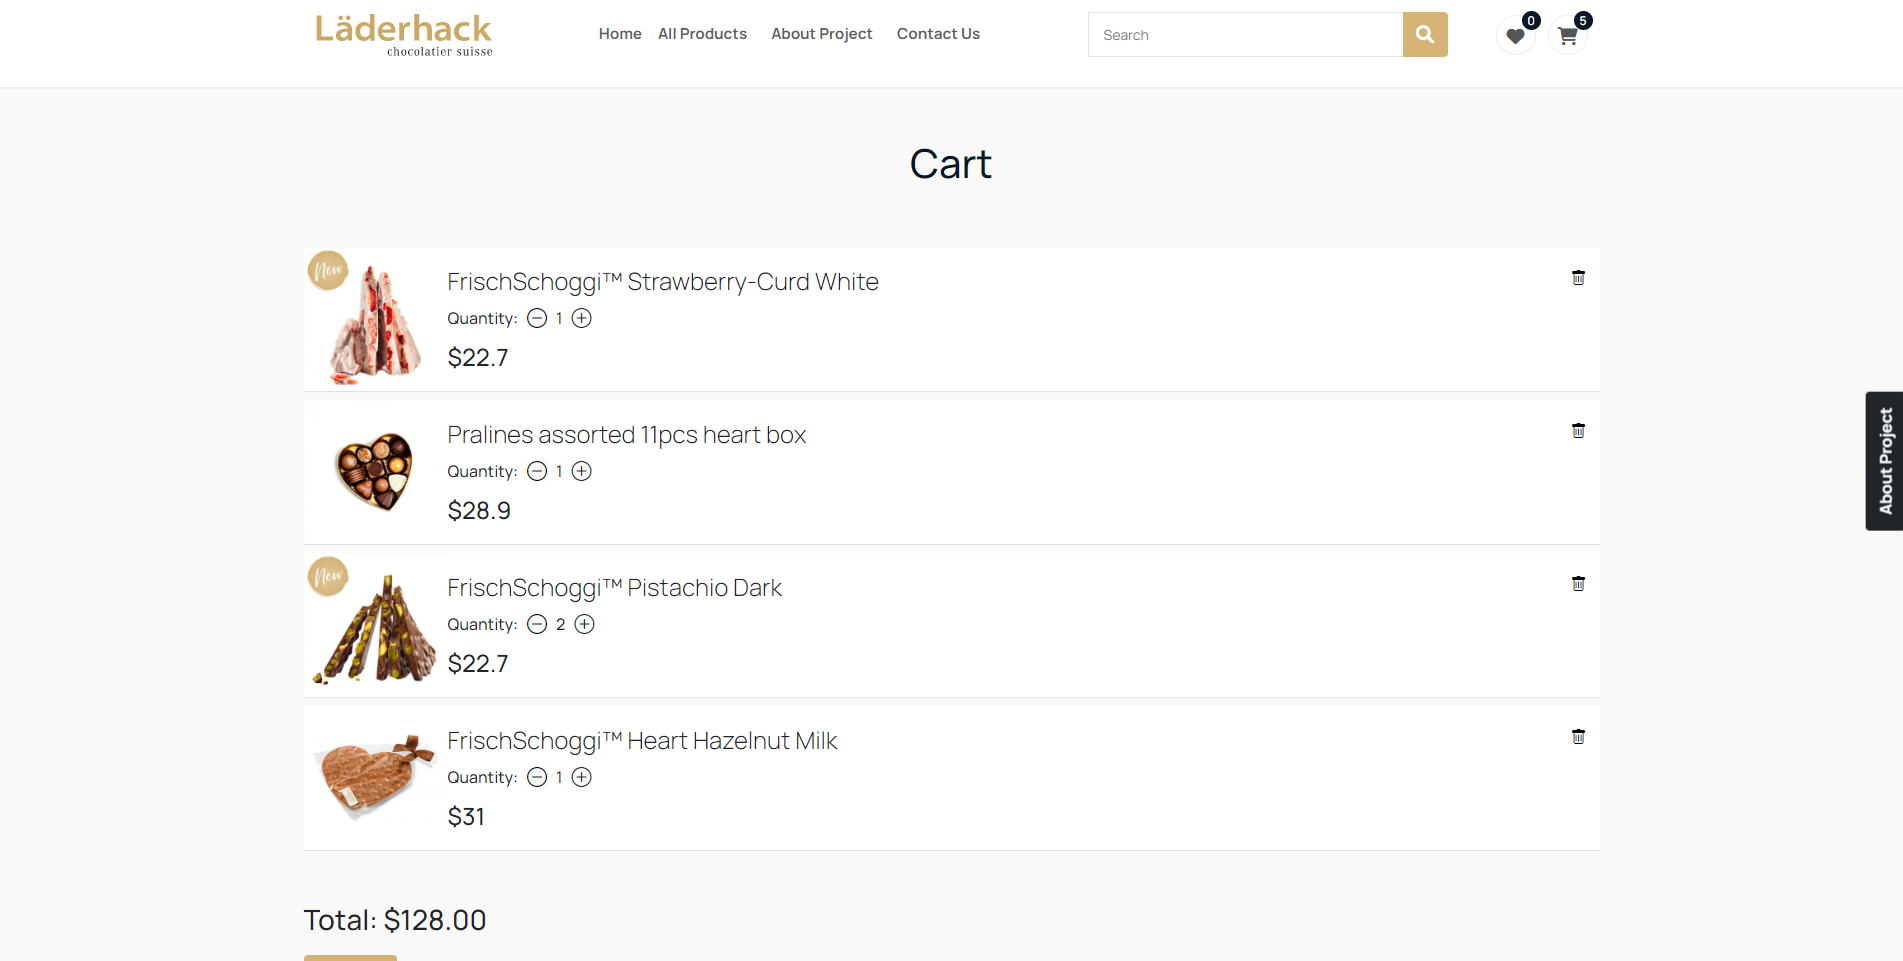 Läderhack
chocolatier suisse
Home All Products About Project Contact Us
Search
0
5
Cart
New
FrischSchoggi™ Strawberry-Curd White
Quantity: 1
$22.7
Pralines assorted 11pcs heart box
Quantity: 1
$28.9
New
FrischSchoggi™ Pistachio Dark
Quantity: 2
$22.7
FrischSchoggi™ Heart Hazelnut Milk
Quantity: 1
$31
Total: $128.00
About Project